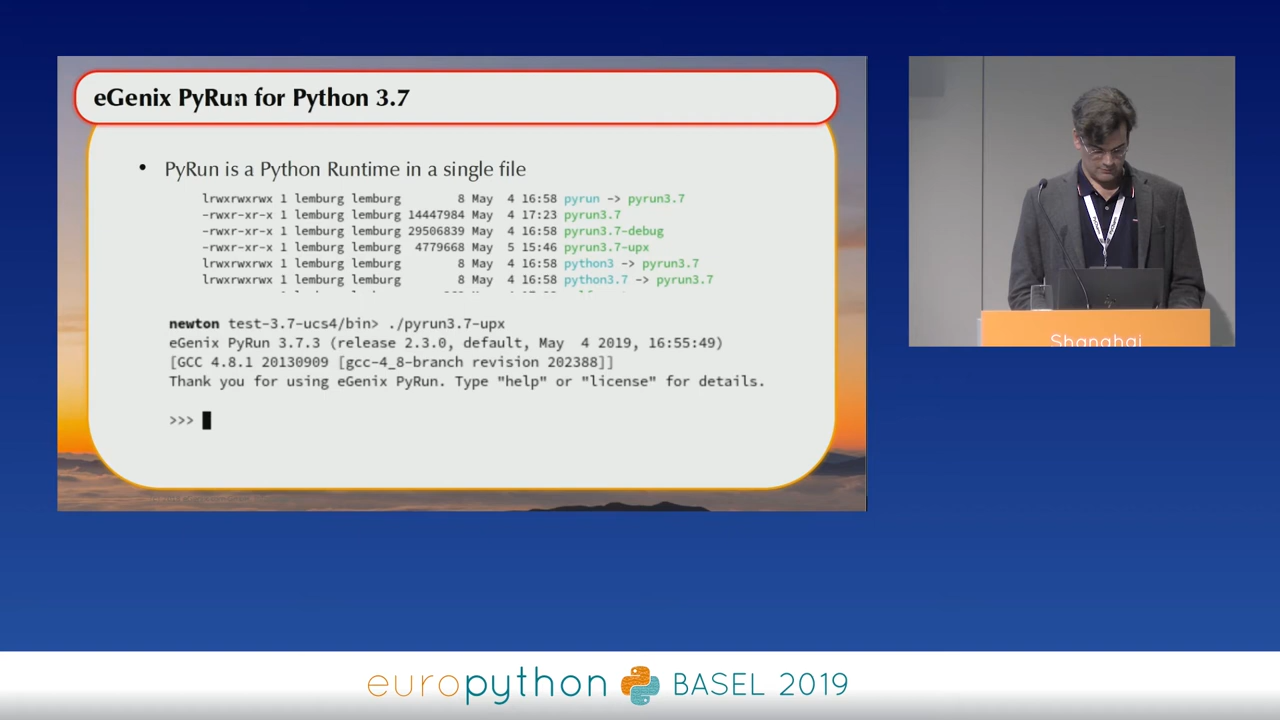 eGenix PyRun for Python 3.7
• PyRun is a Python Runtime in a single file
lrwxrwxrwx 1 lemburg lemburg 8 May 4 16:58 pyrun -> pyrun3.7
-rwxr-xr-x 1 lemburg lemburg 14447984 May 4 17:23 pyrun3.7
-rwxr-xr-x 1 lemburg lemburg 29506839 May 4 16:58 pyrun3.7-debug
-rwxr-xr-x 1 lemburg lemburg 4779668 May 5 15:46 pyrun3.7-upx
lrwxrwxrwx 1 lemburg lemburg 8 May 4 16:58 python3 -> pyrun3.7
lrwxrwxrwx 1 lemburg lemburg 8 May 4 16:58 python3.7 -> pyrun3.7
newton test-3.7-ucs4/bin> ./pyrun3.7-upx
eGenix PyRun 3.7.3 (release 2.3.0, default, May 4 2019, 16:55:49)
[GCC 4.8.1 20130909 [gcc-4_8-branch revision 202388]]
Thank you for using eGenix PyRun. Type "help" or "license" for details.
>>>
Shanghai
europython BASEL 2019